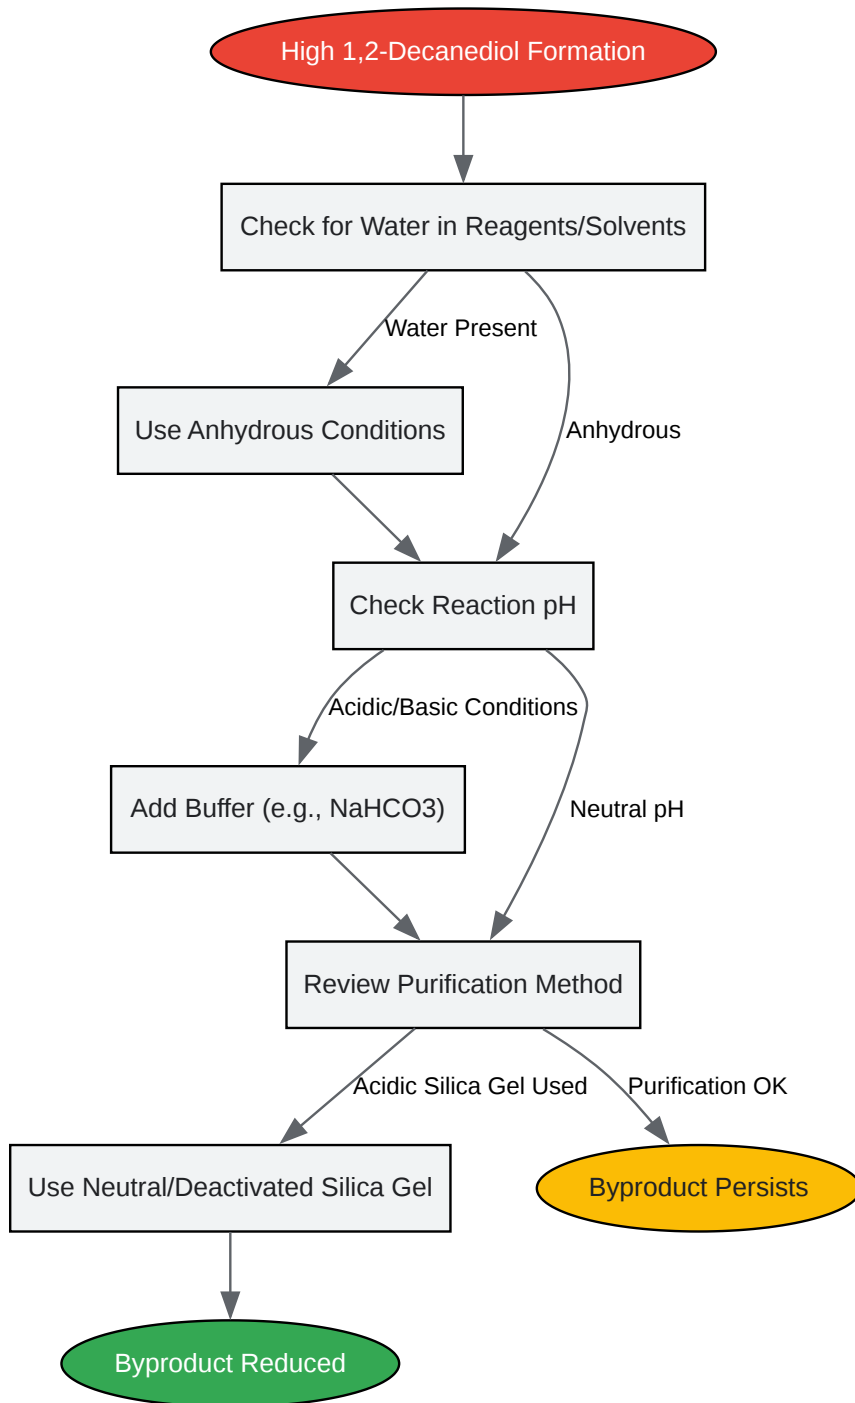 High 1,2-Decanediol Formation
Check for Water in Reagents/Solvents
Water Present
Use Anhydrous Conditions
Anhydrous
Check Reaction pH
Acidic/Basic Conditions
Add Buffer (e.g., NaHCO3)
Neutral pH
Review Purification Method
Acidic Silica Gel Used
Purification OK
Use Neutral/Deactivated Silica Gel
Byproduct Persists
Byproduct Reduced